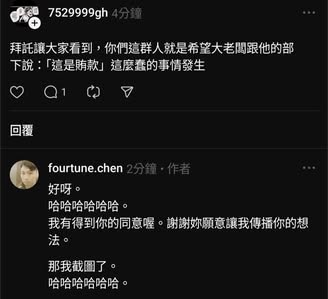 7529999gh 4分鐘
拜託讓大家看到，你們這群人就是希望大老闆跟他的部
下說：「這是賄款」這麼蠢的事情發生
1
回覆
fourtune.chen 2分鐘・作者
好呀。
哈哈哈哈哈哈。
我有得到你的同意喔。謝謝妳願意讓我傳播你的想
法。
那我截圖了。
哈哈哈哈哈哈。